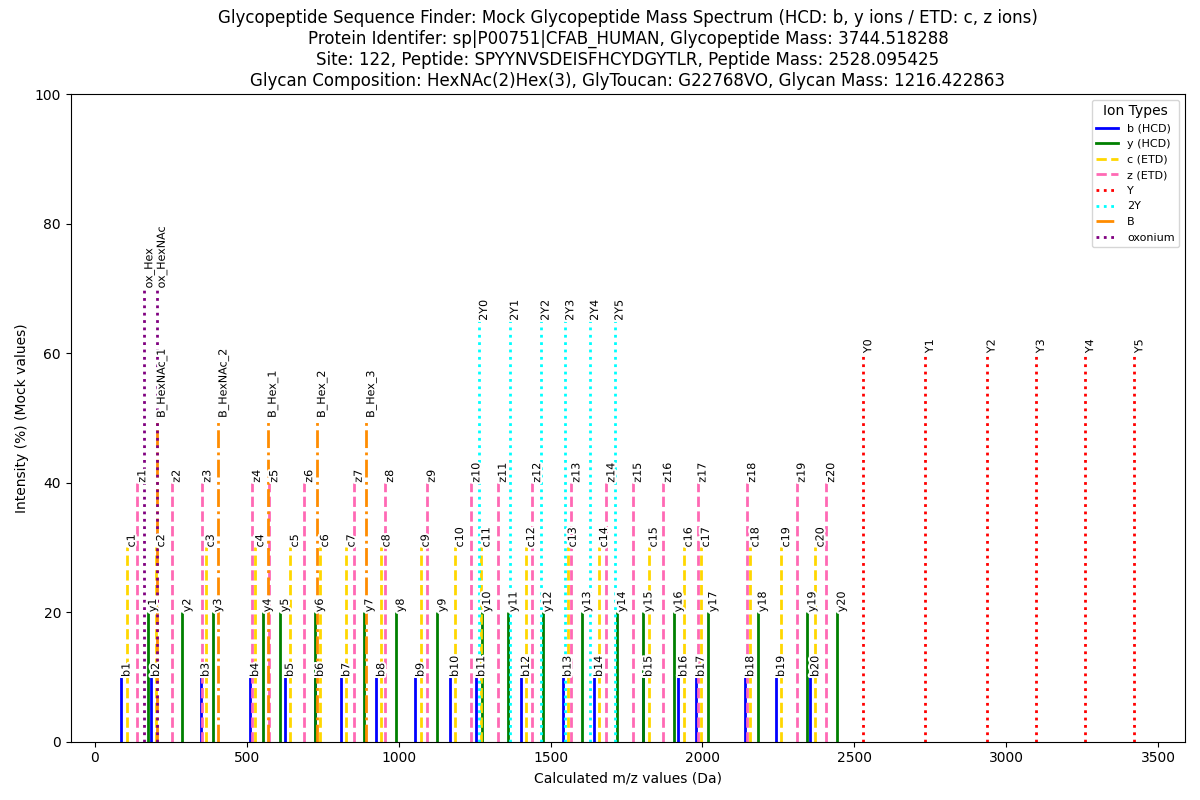 Glycopeptide Sequence Finder: Mock Glycopeptide Mass Spectrum (HCD: b, y ions / ETD: c, z ions)
Protein Identifer: sp|P00751|CFAB_HUMAN, Glycopeptide Mass: 3744.518288
Site: 122, Peptide: SPYYNVSDEISFHCYDGYTLR, Peptide Mass: 2528.095425
Glycan Composition: HexNAc(2)Hex(3), GlyToucan: G22768VO, Glycan Mass: 1216.422863
100
80
60
40
20
0
Intensity (%) (Mock values)
Ion Types
b (HCD)
y (HCD)
c (ETD)
z (ETD)
Y
2Y
B
oxonium
ox_Hex
ox_HexNAc
2Y0
2Y1
2Y2
2Y3
2Y4
2Y5
Y0
Y1
Y2
Y3
Y4
Y5
B_HexNAc_1
B_HexNAc_2
B_Hex_1
B_Hex_2
B_Hex_3
z1
z2
z3
z4
z5
z6
z7
z8
z9
z10
z11
z12
z13
z14
z15
z16
z17
z18
z19
z20
c1
c2
c3
c4
c5
c6
c7
c8
c9
c10
c11
c12
c13
c14
c15
c16
c17
c18
c19
c20
y1
y2
y3
y4
y5
y6
y7
y8
y9
y10
y11
y12
y13
y14
y15
y16
y17
y18
y19
y20
b1
b2
b3
b4
b5
b6
b7
b8
b9
b10
b11
b12
b13
b14
b15
b16
b17
b18
b19
b20
0
500
1000
1500
2000
2500
3000
3500
Calculated m/z values (Da)